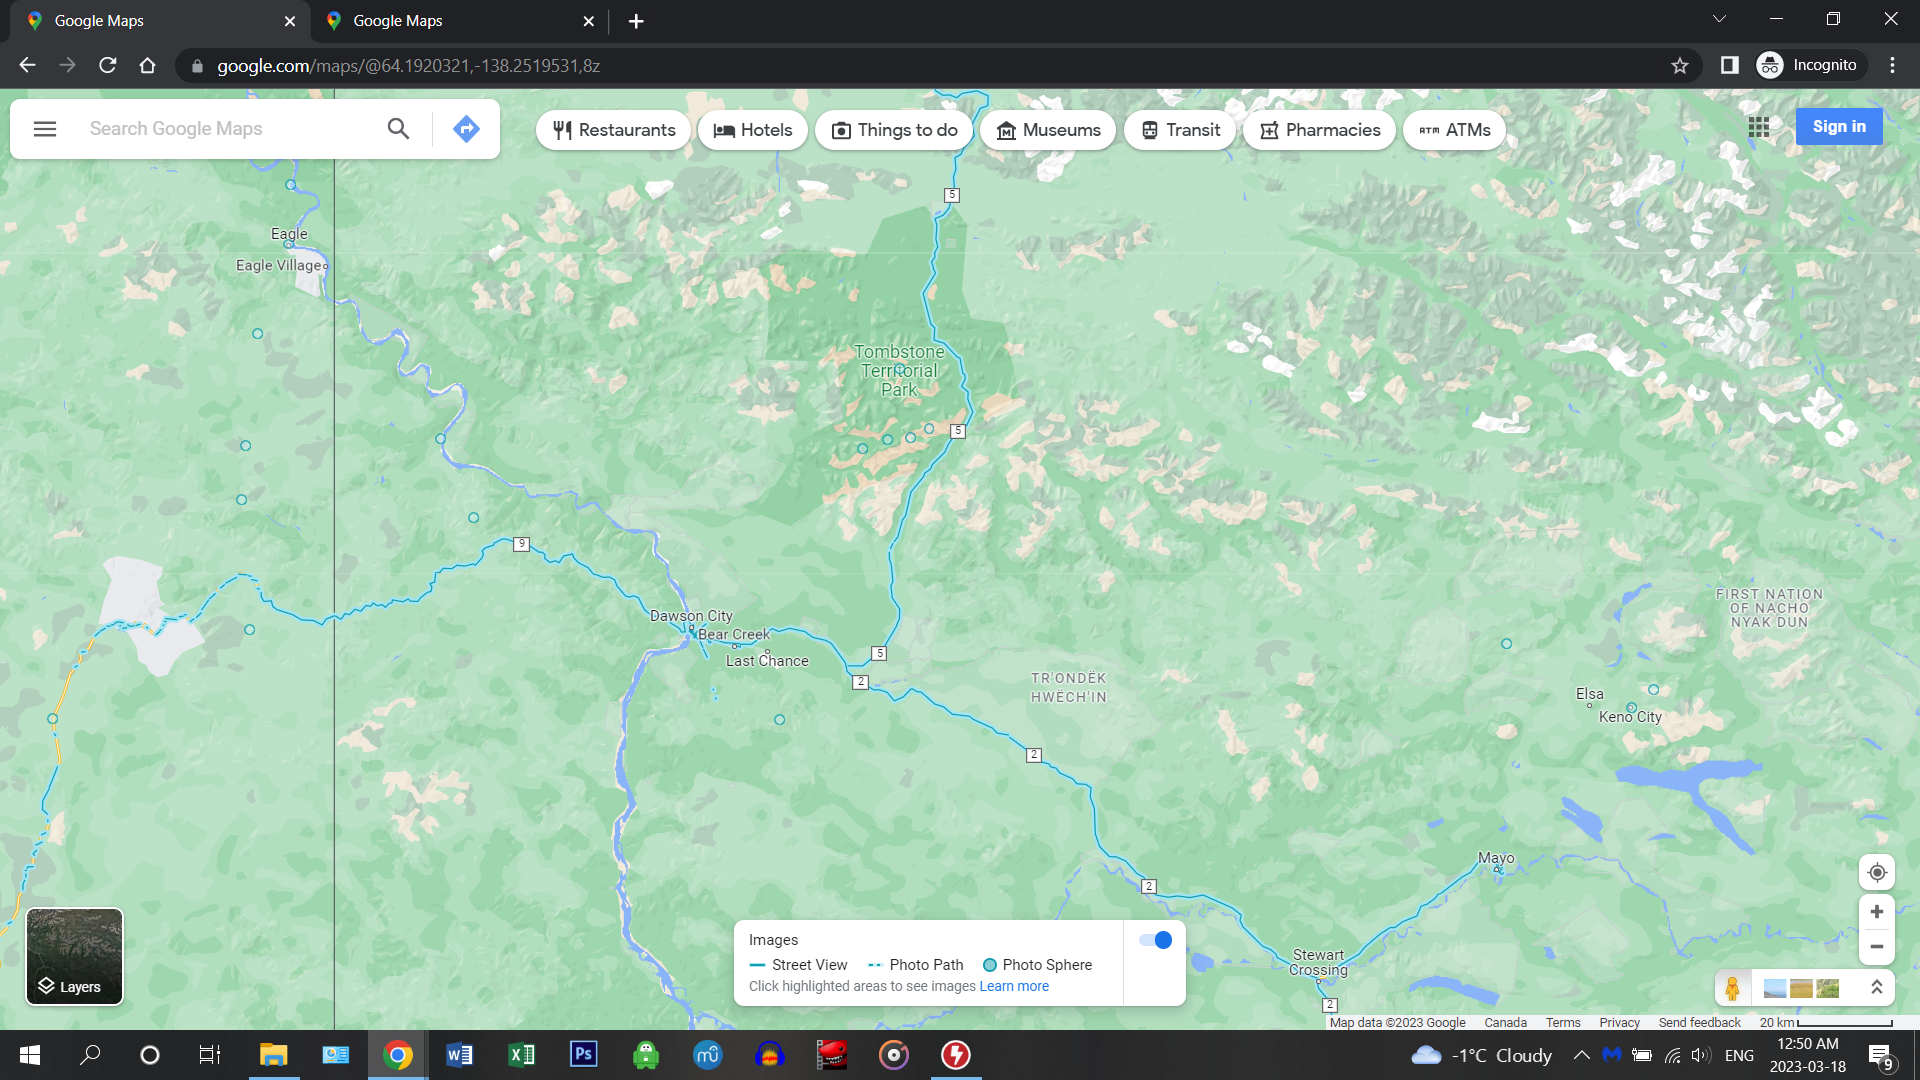 Google Maps
Google Maps
google.com/maps/@64.1920321,-138.2519531,8z
Incognito
Search Google Maps
Restaurants
Hotels
Things to do
Museums
Transit
Pharmacies
ATM
ATMs
Sign in
5
Eagle
Eagle Village
Tombstone
Territorial
Park
5
9
Dawson City
Bear Creek
Last Chance
5
2
TR'ONDËK
HWËCH'IN
FIRST NATION
OF NACHO
NYAK DUN
Elsa
Keno City
2
Mayo
2
Stewart
Crossing
2
Layers
Images
Street View
Photo Path
Photo Sphere
Click highlighted areas to see images Learn more
Map data ©2023 Google
Canada
Terms
Privacy
Send feedback
20 km
W
X
Ps
mü
-1°C Cloudy
ENG
12:50 AM
2023-03-18
9